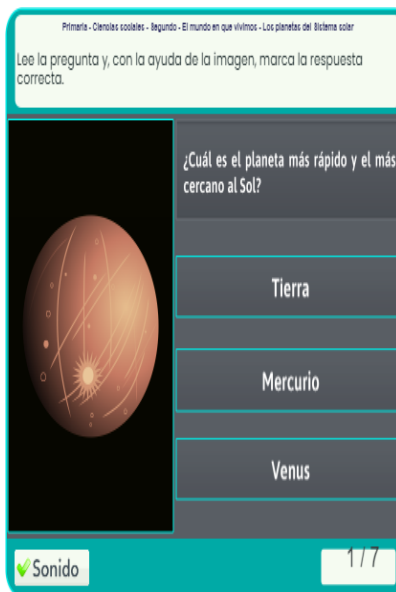 Primaria - Ciencias sociales - Segundo - El mundo en que vivimos - Los planetas del Sistema solar
Lee la pregunta y, con la ayuda de la imagen, marca la respuesta
correcta.
¿Cuál es el planeta más rápido y el más
cercano al Sol?
Tierra
Mercurio
Venus
Sonido
1 / 7